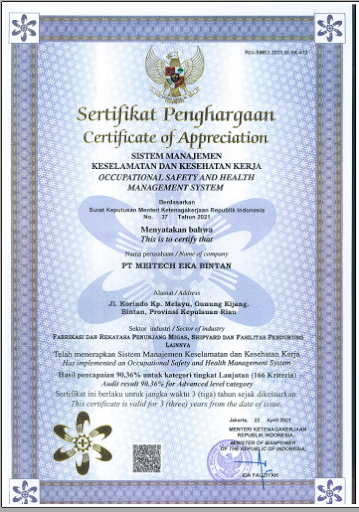 Sertifikat Penghargaan
Certificate of Appreciation
SISTEM MANAJEMEN
KESELAMATAN DAN KESEHATAN KERJA
OCCUPATIONAL SAFETY AND HEALTH
MANAGEMENT SYSTEM
Berdasarkan
Surat Keputusan Menteri Ketenagakerjaan Republik Indonesia
No. 37 Tahun 2021
Menyatakan bahwa
This is to certify that
Nama perusahaan / Name of company
PT MEITECH EKA BINTAN
Alamat / Address
Jl. Korindo Kp. Melayu, Gunung Kijang,
Bintan, Provinsi Kepulauan Riau
Sektor industri / Sector of industry
FABRIKASI DAN REKAYASA PENUNJANG MIGAS, SHIPYARD DAN FASILITAS PENDUKUNG
LAINNYA
Telah menerapkan Sistem Manajemen Keselamatan dan Kesehatan Kerja
Has implemented an Occupational Safety and Health Management System
Hasil pencapaian 90,36% untuk kategori tingkat Lanjutan (166 Kriteria)
Audit result 90,36% for Advanced level category
Sertifikat ini berlaku untuk jangka waktu 3 (tiga) tahun sejak dikeluarkan.
This certificate is valid for 3 (three) years from the date of issue.
Jakarta, 22 April 2021
MENTERI KETENAGAKERJAAN
REPUBLIK INDONESIA,
MINISTER OF MANPOWER
OF THE REPUBLIC OF INDONESIA,
IDA FAUZIYAH